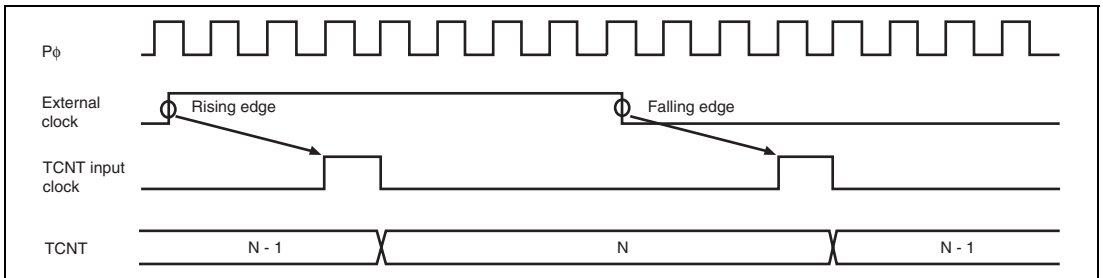 Pφ
External
clock
Rising edge
Falling edge
TCNT input
clock
TCNT
N - 1
N
N - 1